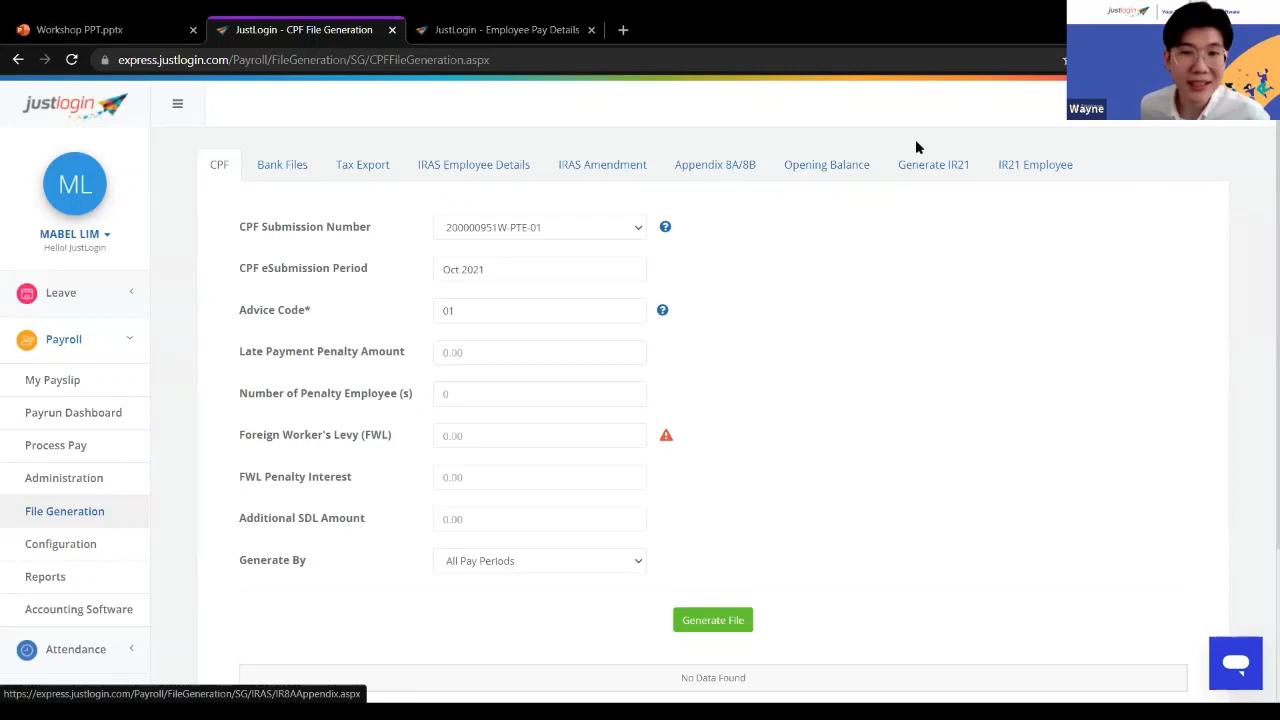 Workshop PPT.pptx
JustLogin - CPF File Generation
JustLogin - Employee Pay Details
express.justlogin.com/Payroll/FileGeneration/SG/CPFFileGeneration.aspx
justlogin
Wayne
justlogin
CPF
Bank Files
Tax Export
IRAS Employee Details
IRAS Amendment
Appendix 8A/8B
Opening Balance
Generate IR21
IR21 Employee
ML
MABEL LIM
Hello! JustLogin
Leave
Payroll
My Payslip
Payrun Dashboard
Process Pay
Administration
File Generation
Configuration
Reports
Accounting Software
Attendance
CPF Submission Number
200000951W-PTE-01
CPF eSubmission Period
Oct 2021
Advice Code*
01
Late Payment Penalty Amount
0.00
Number of Penalty Employee (s)
0
Foreign Worker's Levy (FWL)
0.00
FWL Penalty Interest
0.00
Additional SDL Amount
0.00
Generate By
All Pay Periods
Generate File
No Data Found
https://express.justlogin.com/Payroll/FileGeneration/SG/IRAS/IR8AAppendix.aspx